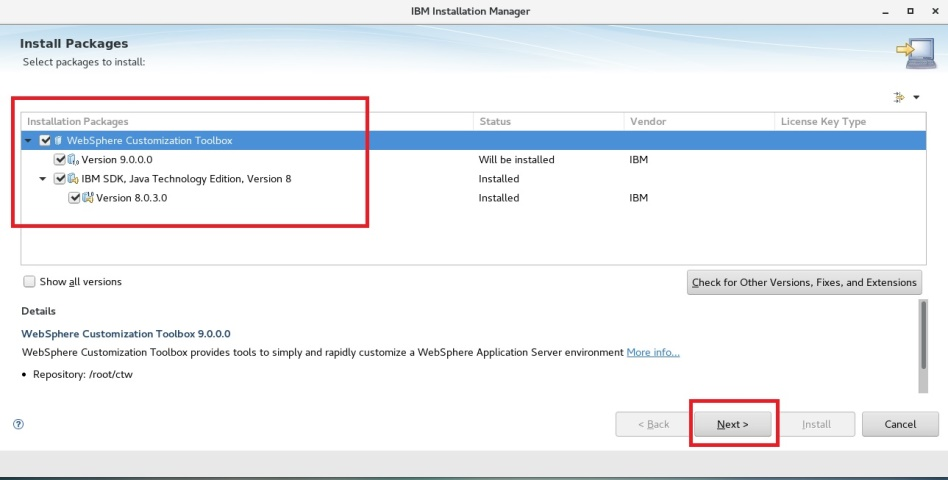 IBM Installation Manager
Install Packages
Select packages to install:
Installation Packages Status Vendor License Key Type
WebSphere Customization Toolbox
Version 9.0.0.0 Will be installed IBM
IBM SDK, Java Technology Edition, Version 8 Installed
Version 8.0.3.0 Installed IBM
Show all versions Check for Other Versions, Fixes, and Extensions
Details
WebSphere Customization Toolbox 9.0.0.0
WebSphere Customization Toolbox provides tools to simply and rapidly customize a WebSphere Application Server environment More info...
• Repository: /root/ctw
? < Back Next > Install Cancel